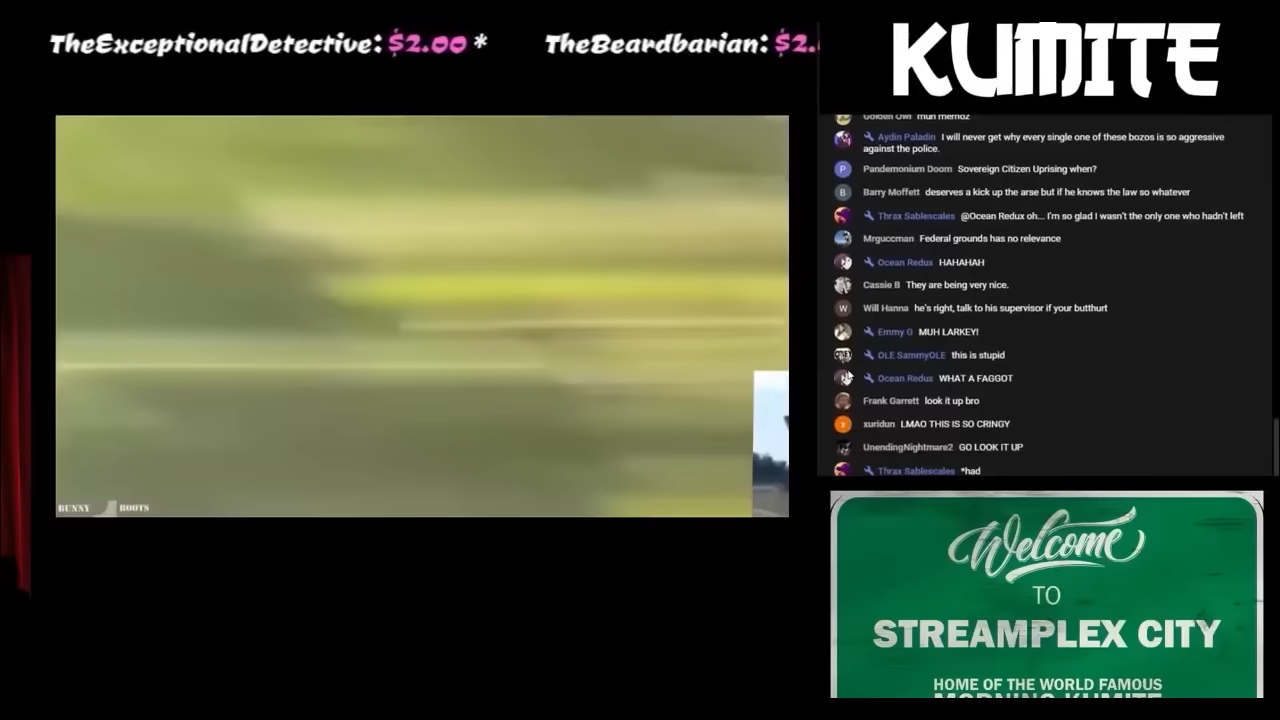 TheExceptionalDetective: $2.00 *
TheBeardbarian: $2.
KUMITE
Golden Owl muh memoz
Aydin Paladin I will never get why every single one of these bozos is so aggressive
against the police.
P
Pandemonium Doom Sovereign Citizen Uprising when?
B
Barry Moffett deserves a kick up the arse but if he knows the law so whatever
Thrax Sablescales @Ocean Redux oh... I'm so glad I wasn't the only one who hadn't left
Mrguccman Federal grounds has no relevance
Ocean Redux HAHAHAH
Cassie B They are being very nice.
W
Will Hanna he's right, talk to his supervisor if your butthurt
Emmy G MUH LARKEY!
OLE SammyOLE this is stupid
Ocean Redux WHAT A FAGGOT
Frank Garrett look it up bro
x
xuridun LMAO THIS IS SO CRINGY
UnendingNightmare2 GO LOOK IT UP
Thrax Sablescales *had
BUNNY BOOTS
Welcome
TO
STREAMPLEX CITY
HOME OF THE WORLD FAMOUS
MORNING KUMITE